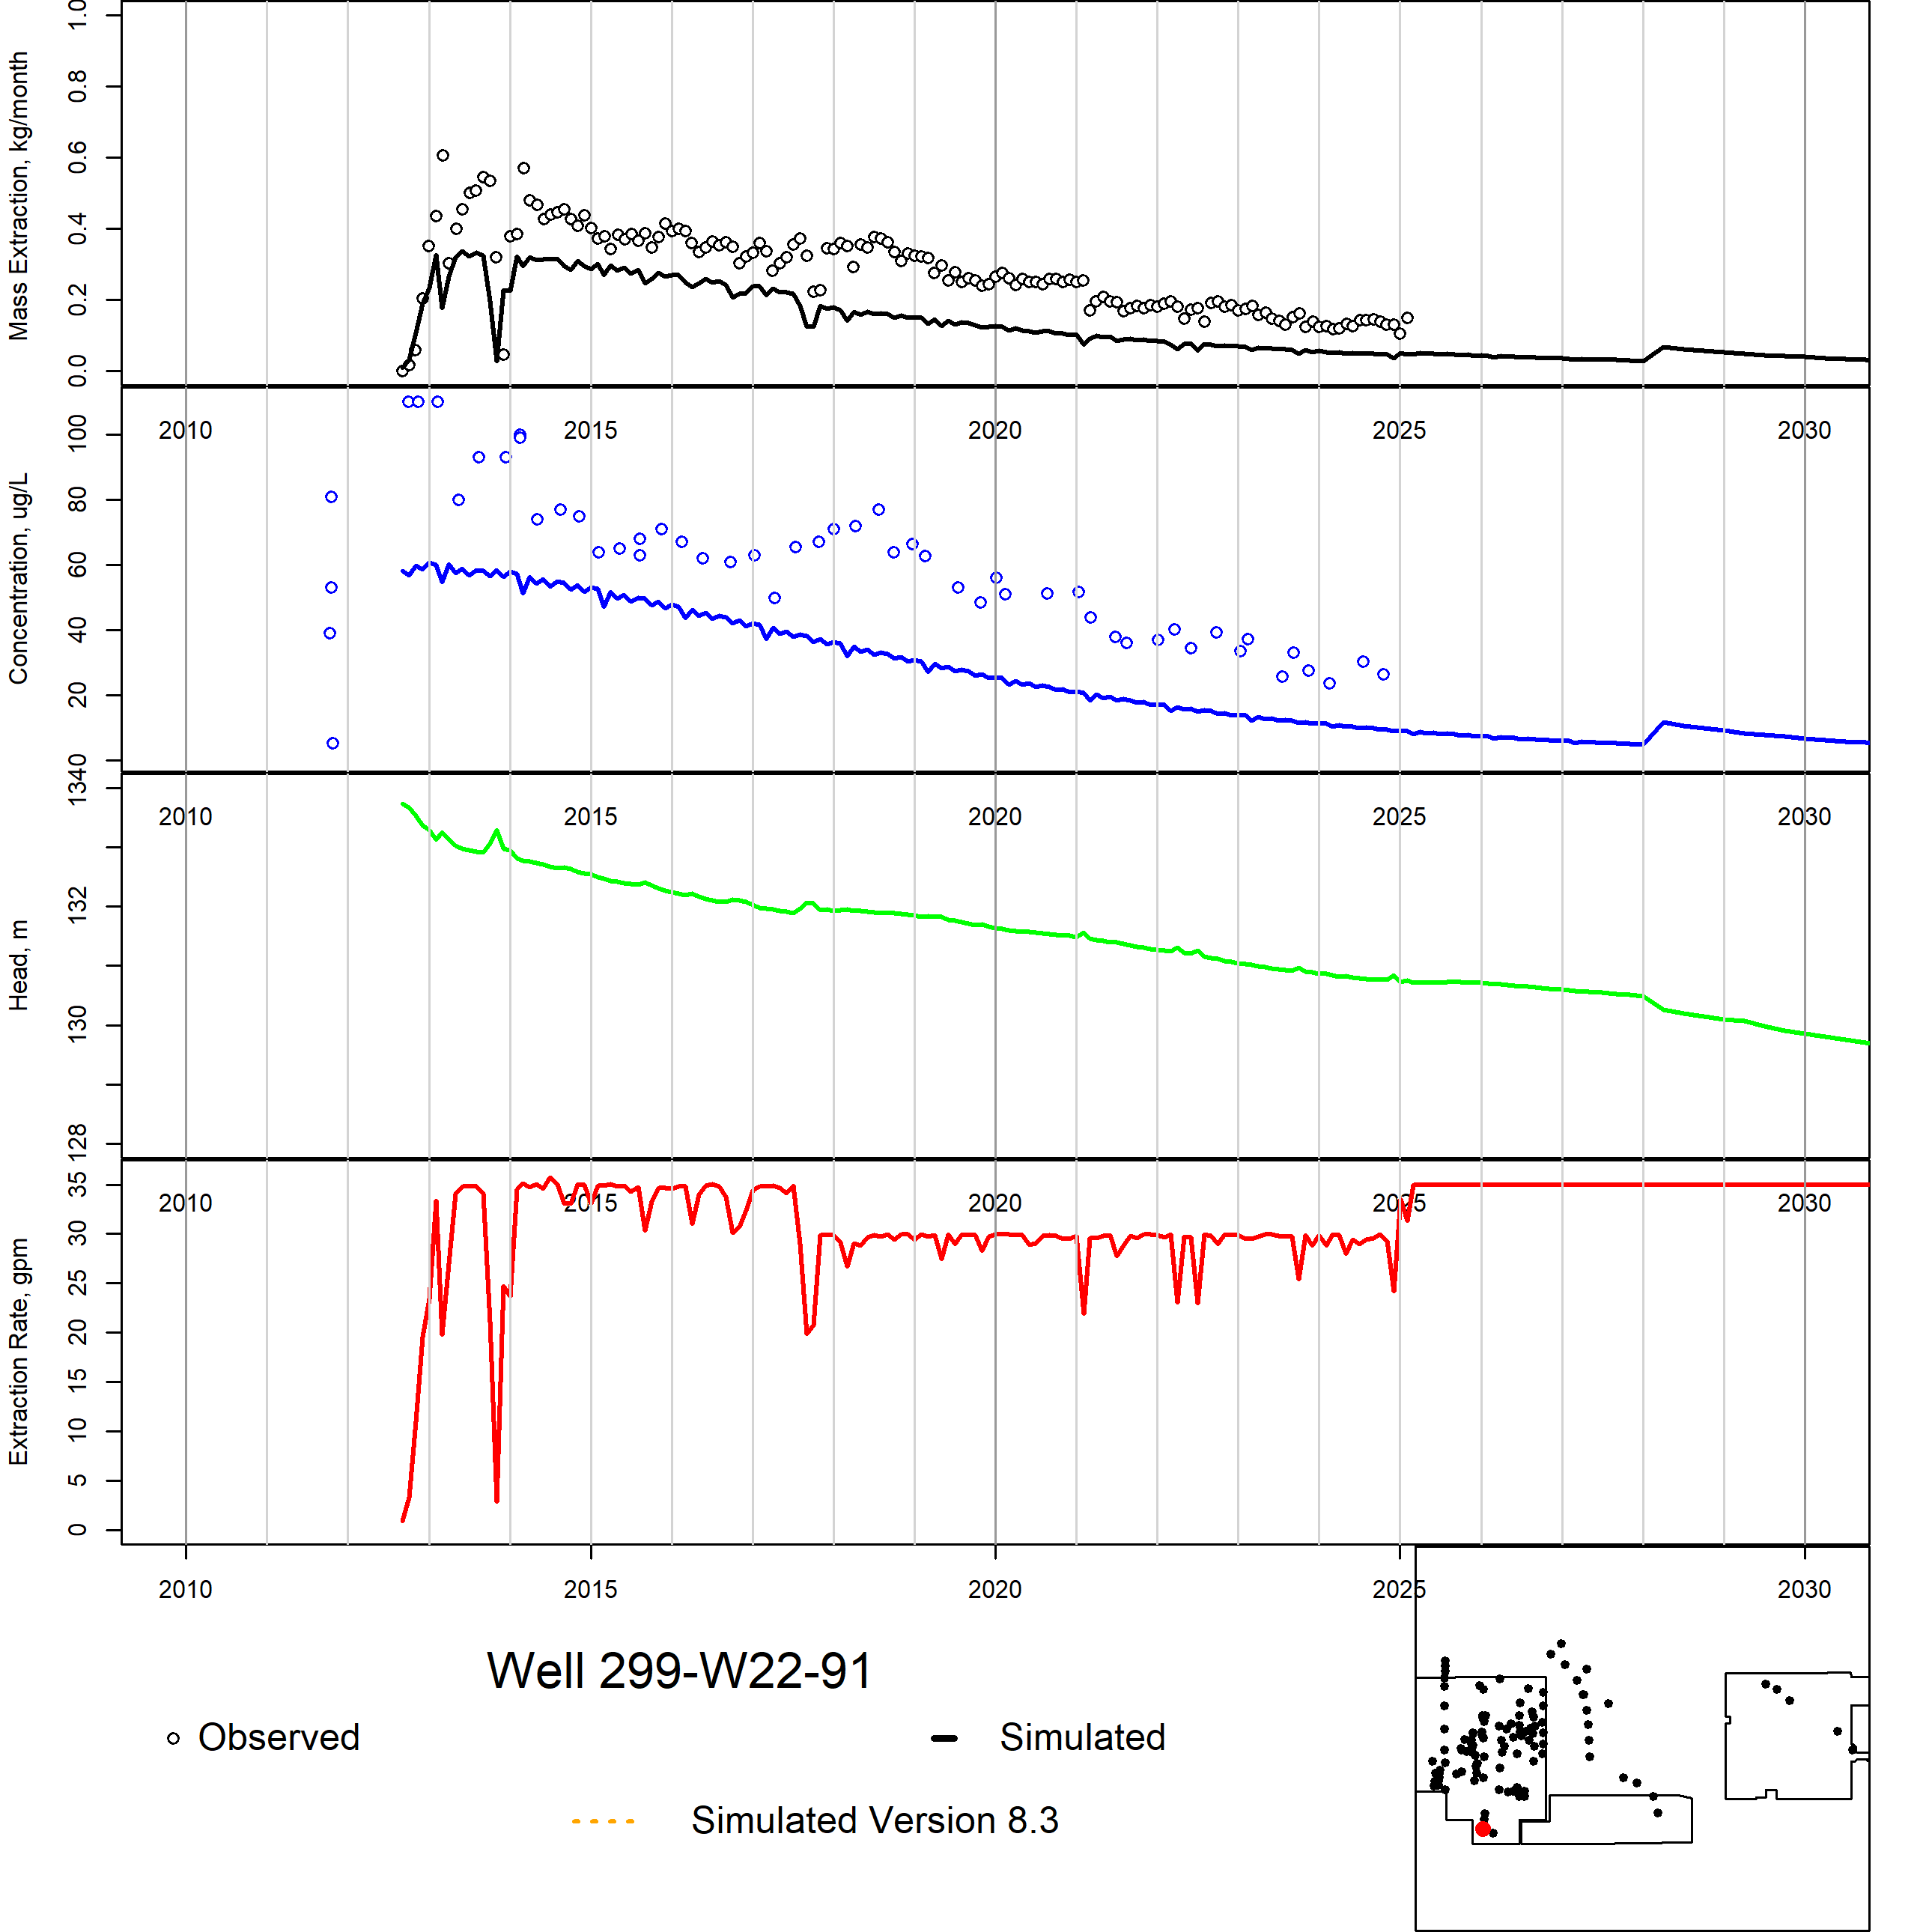 Mass Extraction, kg/month
1.0
0.8
0.6
0.4
0.2
0.0
2010 2015 2020 2025 2030
Concentration, ug/L
100
80
60
40
20
0
2010 2015 2020 2025 2030
Head, m
134
132
130
128
2010 2015 2020 2025 2030
Extraction Rate, gpm
35
30
25
20
15
10
5
0
2010 2015 2020 2025 2030
Well 299-W22-91
Observed
Simulated
Simulated Version 8.3